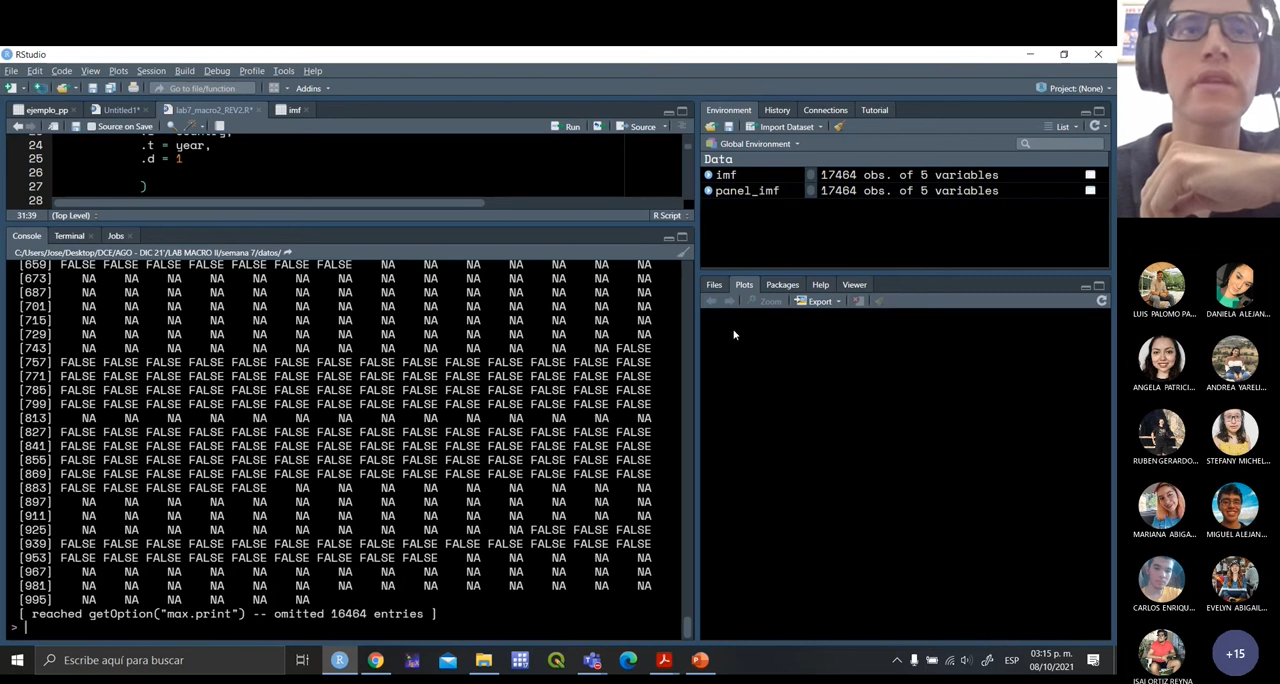 RStudio
File Edit Code View Plots Session Build Debug Profile Tools Help
Go to file/function Addins Project: (None)
ejemplo_pp Untitled1* lab7_macro2_REV2.R* imf
Source on Save Run Source
24 .t = year,
25 .d = 1
26
27 )
28
31:39 (Top Level) R Script
Console Terminal Jobs
C:/Users/Jose/Desktop/DCE/AGO - DIC 21'/LAB MACRO II/semana 7/datos/
[659] FALSE FALSE FALSE FALSE FALSE FALSE FALSE NA NA NA NA NA NA NA
[673] NA NA NA NA NA NA NA NA NA NA NA NA NA NA
[687] NA NA NA NA NA NA NA NA NA NA NA NA NA NA
[701] NA NA NA NA NA NA NA NA NA NA NA NA NA NA
[715] NA NA NA NA NA NA NA NA NA NA NA NA NA NA
[729] NA NA NA NA NA NA NA NA NA NA NA NA NA NA
[743] NA NA NA NA NA NA NA NA NA NA NA NA NA FALSE
[757] FALSE FALSE FALSE FALSE FALSE FALSE FALSE FALSE FALSE FALSE FALSE FALSE FALSE FALSE
[771] FALSE FALSE FALSE FALSE FALSE FALSE FALSE FALSE FALSE FALSE FALSE FALSE FALSE FALSE
[785] FALSE FALSE FALSE FALSE FALSE FALSE FALSE FALSE FALSE FALSE FALSE FALSE FALSE FALSE
[799] FALSE FALSE FALSE FALSE FALSE FALSE FALSE FALSE FALSE FALSE FALSE FALSE FALSE FALSE
[813] NA NA NA NA NA NA NA NA NA NA NA NA NA NA
[827] FALSE FALSE FALSE FALSE FALSE FALSE FALSE FALSE FALSE FALSE FALSE FALSE FALSE FALSE
[841] FALSE FALSE FALSE FALSE FALSE FALSE FALSE FALSE FALSE FALSE FALSE FALSE FALSE FALSE
[855] FALSE FALSE FALSE FALSE FALSE FALSE FALSE FALSE FALSE FALSE FALSE FALSE FALSE FALSE
[869] FALSE FALSE FALSE FALSE FALSE FALSE FALSE FALSE FALSE FALSE FALSE FALSE FALSE FALSE
[883] FALSE FALSE FALSE FALSE FALSE NA NA NA NA NA NA NA NA NA
[897] NA NA NA NA NA NA NA NA NA NA NA NA NA NA
[911] NA NA NA NA NA NA NA NA NA NA NA NA NA NA
[925] NA NA NA NA NA NA NA NA NA NA NA FALSE FALSE FALSE
[939] FALSE FALSE FALSE FALSE FALSE FALSE FALSE FALSE FALSE FALSE FALSE FALSE FALSE FALSE
[953] FALSE FALSE FALSE FALSE FALSE FALSE FALSE FALSE FALSE NA NA NA NA NA
[967] NA NA NA NA NA NA NA NA NA NA NA NA NA NA
[981] NA NA NA NA NA NA NA NA NA NA NA NA NA NA
[995] NA NA NA NA NA NA
[ reached getOption("max.print") -- omitted 16464 entries ]
>
Environment History Connections Tutorial
Import Dataset List
Global Environment
Data
imf 17464 obs. of 5 variables
panel_imf 17464 obs. of 5 variables
Files Plots Packages Help Viewer
Zoom Export
LUIS PALOMO PA... DANIELA ALEJAN...
ANGELA PATRICI... ANDREA YARELI...
RUBEN GERARDO... STEFANY MICHEL...
MARIANA ABIGA... MIGUEL ALEJAN...
CARLOS ENRIQU... EVELYN ABIGAIL...
ISAI ORTIZ REYNA +15
Escribe aquí para buscar
ESP 03:15 p. m.
08/10/2021